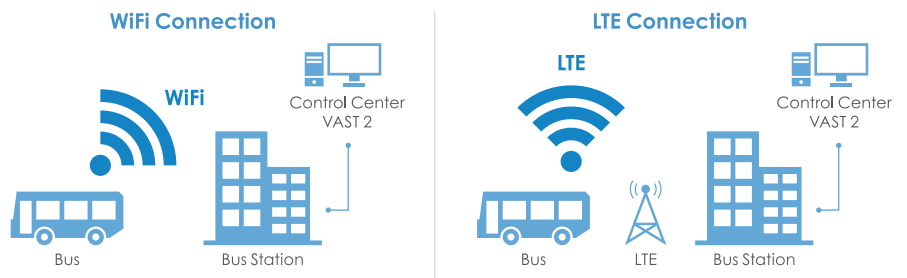 WiFi Connection
WiFi
Control Center
VAST 2
Bus
Bus Station
LTE Connection
LTE
Control Center
VAST 2
Bus
LTE
Bus Station